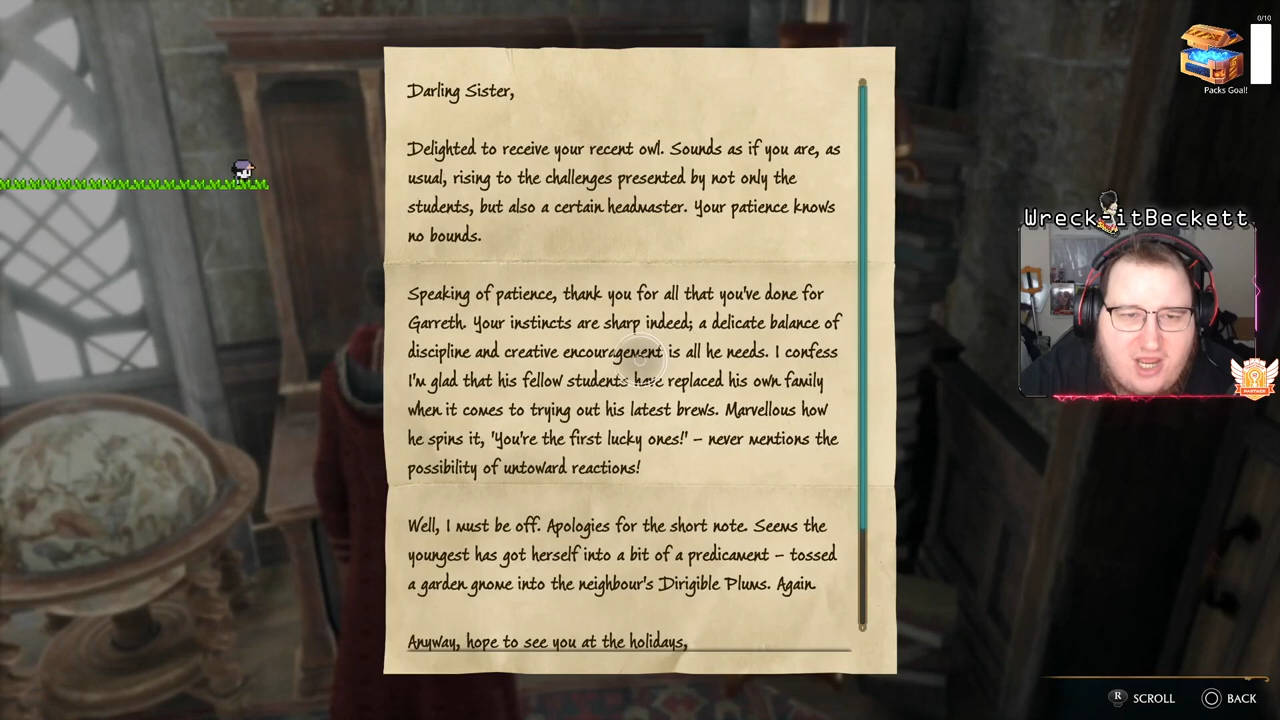 0/10
Packs Goal!
Darling Sister,
Delighted to receive your recent owl. Sounds as if you are, as
usual, rising to the challenges presented by not only the
students, but also a certain headmaster. Your patience knows
no bounds.
Speaking of patience, thank you for all that you've done for
Garreth. Your instincts are sharp indeed; a delicate balance of
discipline and creative encouragement is all he needs. I confess
I'm glad that his fellow students have replaced his own family
when it comes to trying out his latest brews. Marvellous how
he spins it, 'You're the first lucky ones!' – never mentions the
possibility of untoward reactions!
Well, I must be off. Apologies for the short note. Seems the
youngest has got herself into a bit of a predicament – tossed
a garden gnome into the neighbour's Dirigible Plums. Again.
Anyway, hope to see you at the holidays,
Wreck-itBeckett
PARTNER
R SCROLL BACK